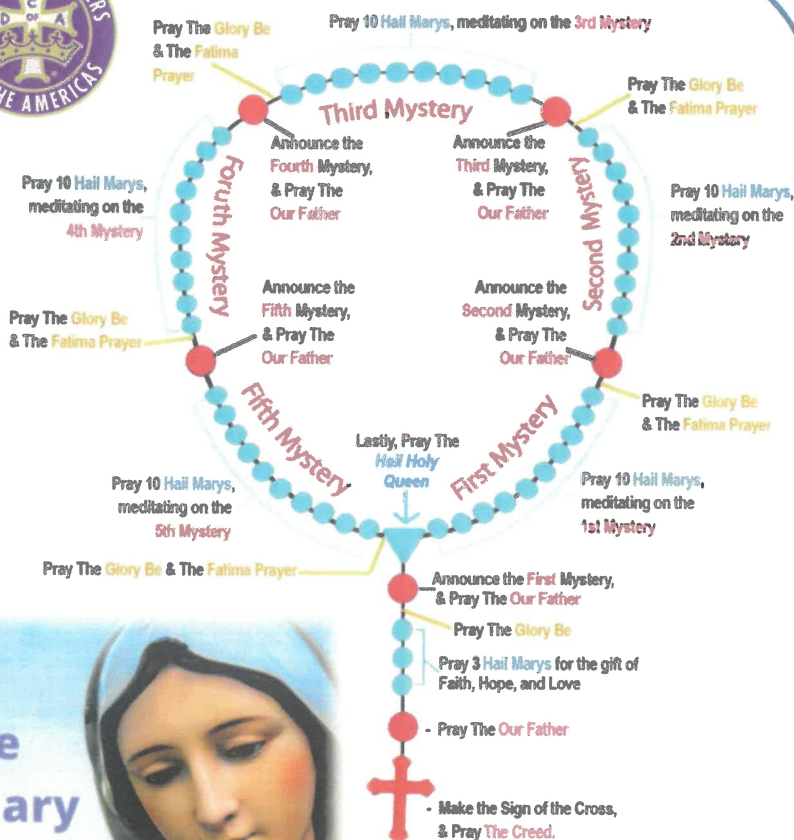 D C OF A
ERS
HE AMERICAS
Pray The Glory Be
& The Fatima
Prayer
Pray 10 Hail Marys, meditating on the 3rd Mystery
Pray The Glory Be
& The Fatima Prayer
Third Mystery
Announce the
Fourth Mystery,
& Pray The
Our Father
Announce the
Third Mystery,
& Pray The
Our Father
Pray 10 Hail Marys,
meditating on the
4th Mystery
Foruth Mystery
Second Mystery
Pray 10 Hail Marys,
meditating on the
2nd Mystery
Announce the
Fifth Mystery,
& Pray The
Our Father
Announce the
Second Mystery,
& Pray The
Our Father
Pray The Glory Be
& The Fatima Prayer
Pray The Glory Be
& The Fatima Prayer
Fifth Mystery
Lastly, Pray The
Hail Holy
Queen
First Mystery
Pray 10 Hail Marys,
meditating on the
5th Mystery
Pray 10 Hail Marys,
meditating on the
1st Mystery
Pray The Glory Be & The Fatima Prayer
Announce the First Mystery,
& Pray The Our Father
Pray The Glory Be
Pray 3 Hail Marys for the gift of
Faith, Hope, and Love
- Pray The Our Father
- Make the Sign of the Cross,
& Pray The Creed.
e
ary